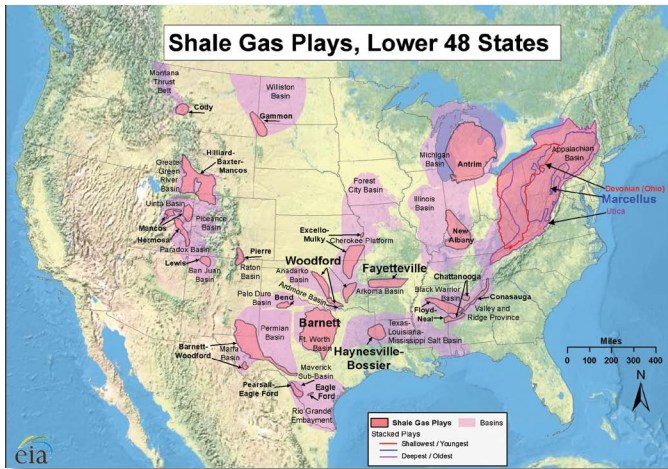 Shale Gas Plays, Lower 48 States
Montana
Thrust
Belt
Cody
Williston
Basin
Gammon
Hilliard-
Baxter-
Mancos
Greater
Green
River
Basin
Uinta Basin
Piceance
Basin
Mancos
Hermosa
Paradox Basin
Lewis
San Juan
Basin
Pierre
Raton
Basin
Michigan
Basin
Antrim
Forest
City Basin
Illinois
Basin
New
Albany
Excello-
Mulky
Cherokee Platform
Woodford
Anadarko
Basin
Ardmore Basin
Fayetteville
Arkoma Basin
Appalachian
Basin
Devonian (Ohio)
Marcellus
Utica
Chattanooga
Black Warrior
Basin
Conasauga
Floyd-
Neal
Valley and
Ridge Province
Palo Duro
Basin
Bend
Barnett
Ft. Worth
Basin
Permian
Basin
Barnett-
Woodford
Marfa
Basin
Haynesville-
Bossier
Texas-
Louisiana-
Mississippi Salt Basin
Maverick
Sub-Basin
Pearsall-
Eagle Ford
Eagle
Ford
Rio Grande
Embayment
Miles
0 100 200 300 400
N
Shale Gas Plays
Basins
Stacked Plays
Shallowest / Youngest
Deepest / Oldest
eia